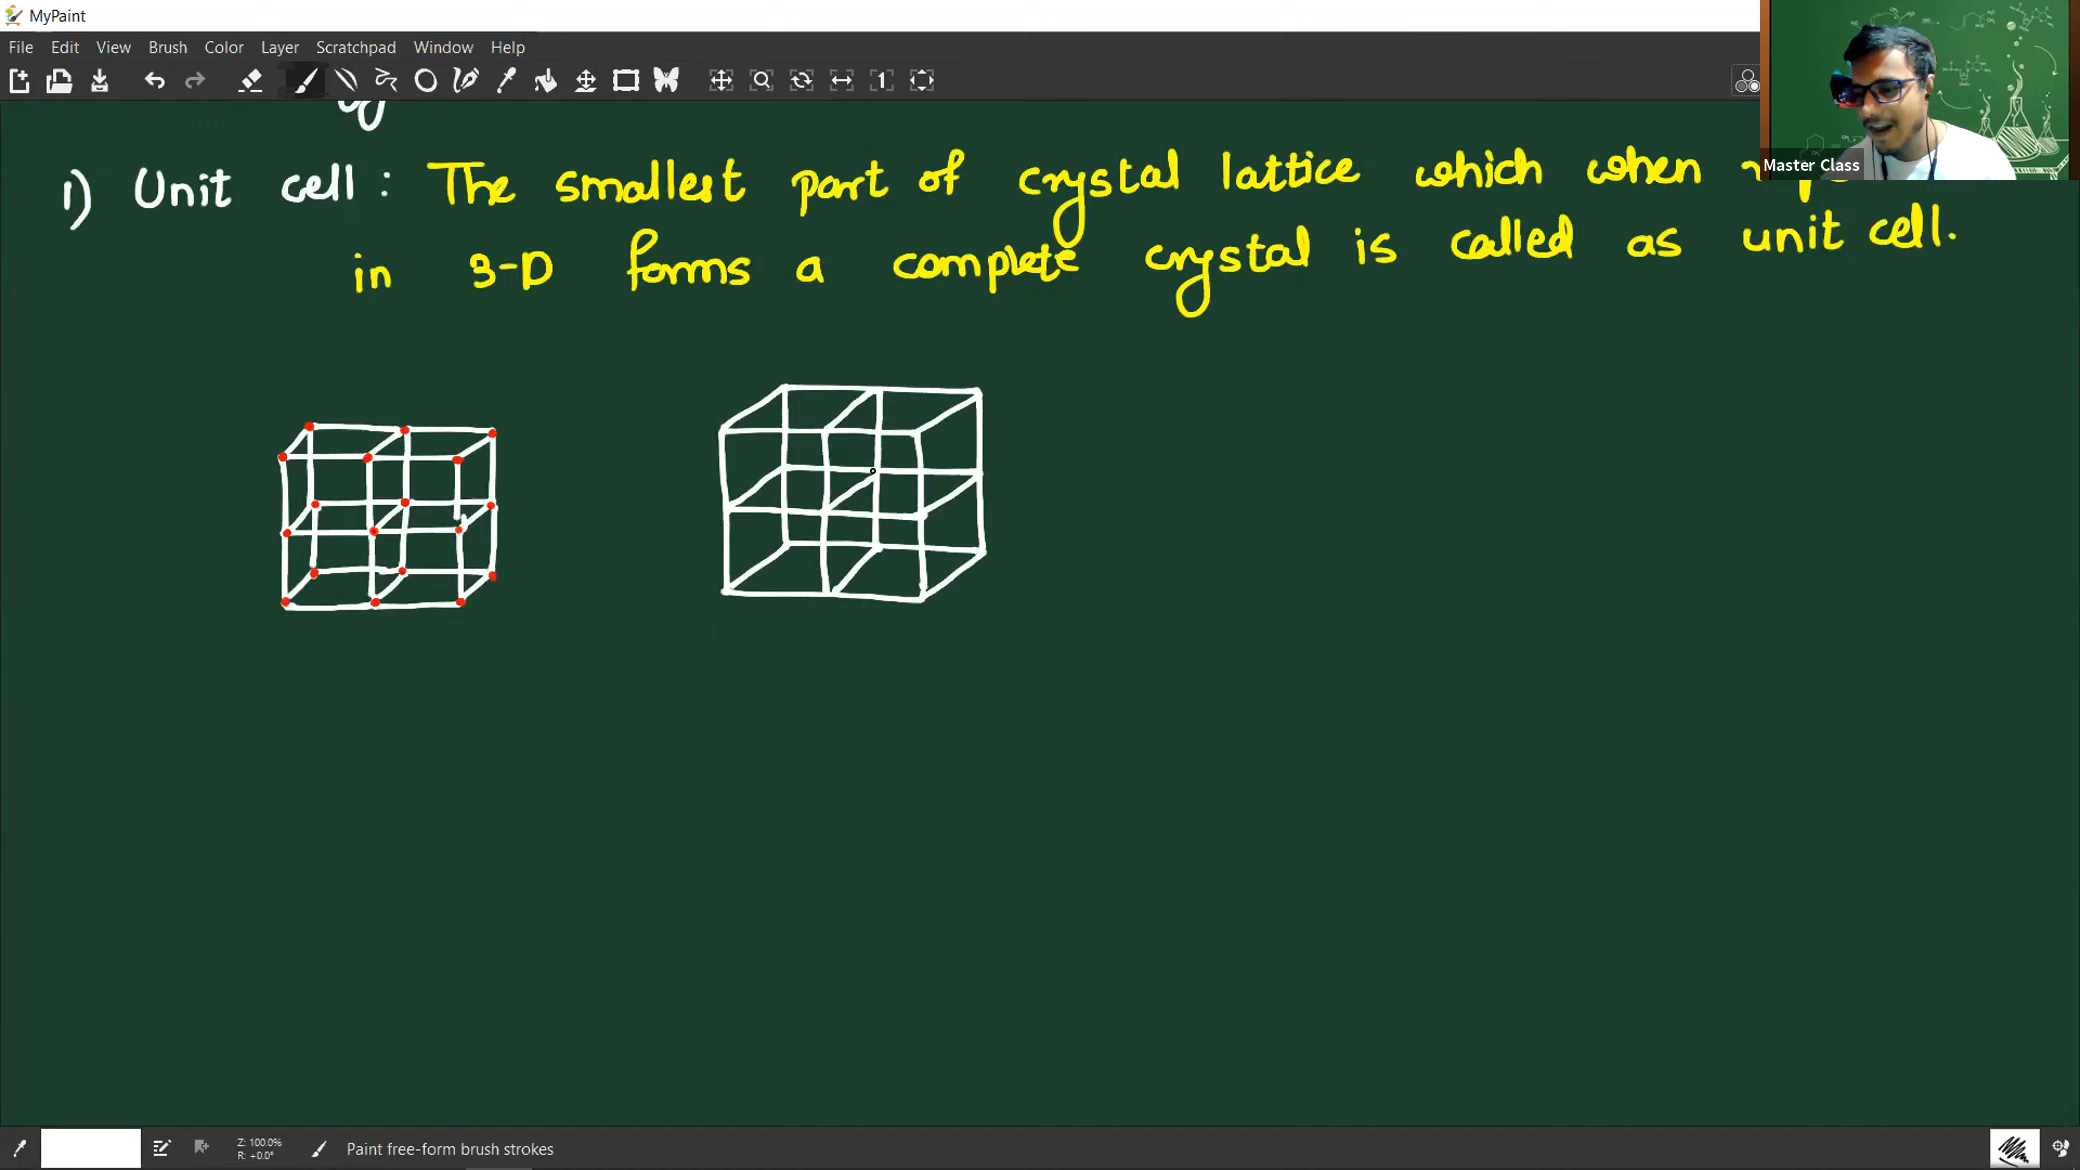 MyPaint
File Edit View Brush Color Layer Scratchpad Window Help
Master Class
1) Unit cell : The smallest part of crystal lattice which when
in 3-D forms a complete crystal is called as unit cell.
Z: 100.0%
R: +0.0°
Paint free-form brush strokes